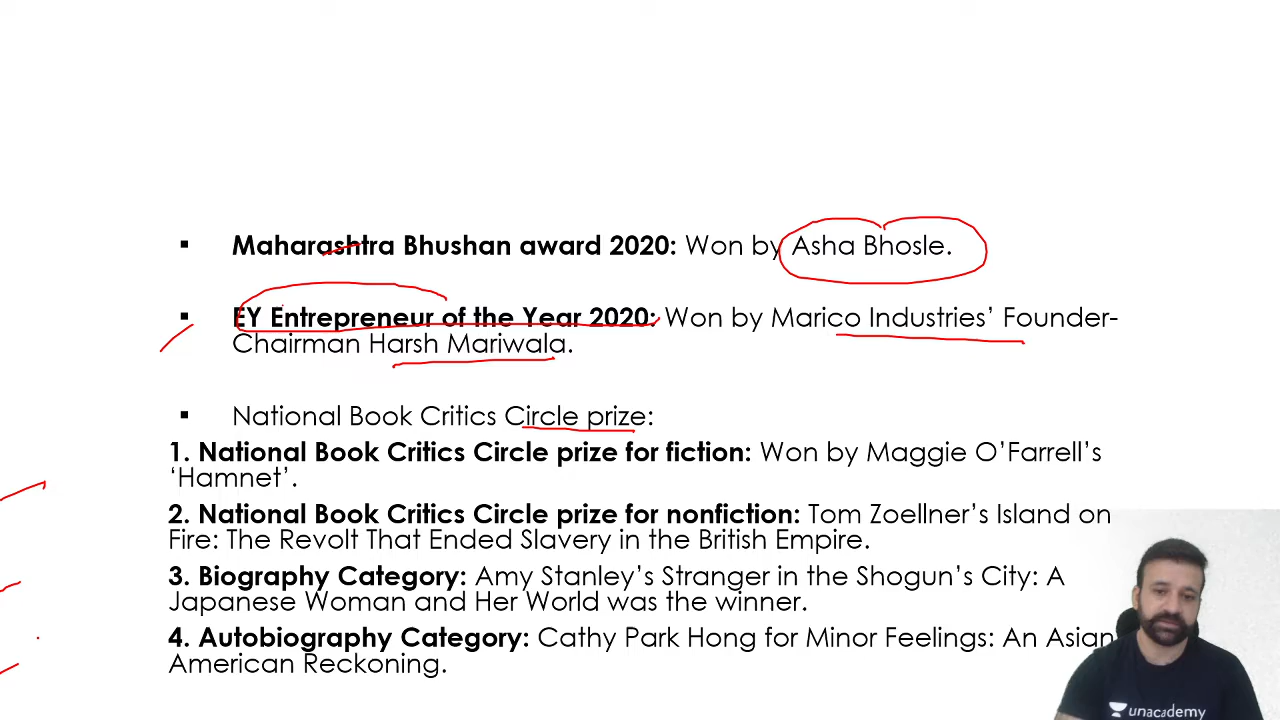 ▪ Maharashtra Bhushan award 2020: Won by Asha Bhosle.
▪ EY Entrepreneur of the Year 2020: Won by Marico Industries’ Founder-
Chairman Harsh Mariwala.
▪ National Book Critics Circle prize:
1. National Book Critics Circle prize for fiction: Won by Maggie O’Farrell’s
‘Hamnet’.
2. National Book Critics Circle prize for nonfiction: Tom Zoellner’s Island on
Fire: The Revolt That Ended Slavery in the British Empire.
3. Biography Category: Amy Stanley’s Stranger in the Shogun’s City: A
Japanese Woman and Her World was the winner.
4. Autobiography Category: Cathy Park Hong for Minor Feelings: An Asian
American Reckoning.
unacademy